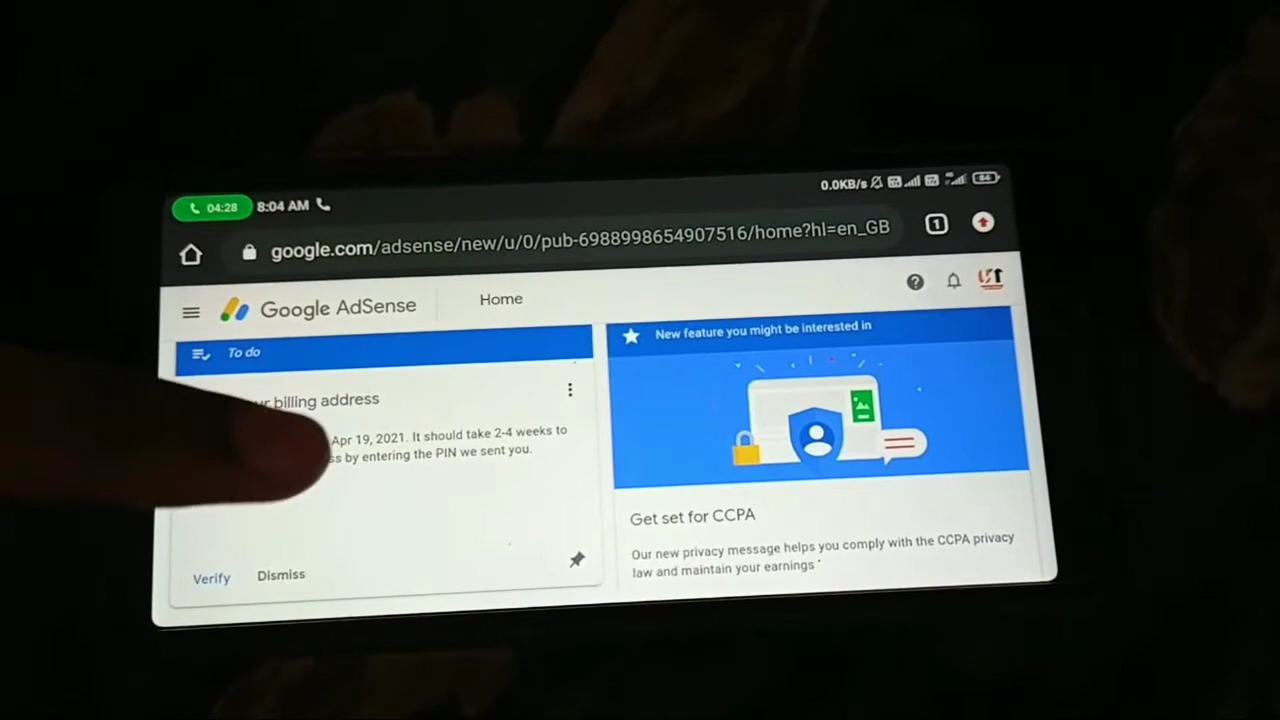 04:28 8:04 AM 0.0KB/s 84
google.com/adsense/new/u/0/pub-6988998654907516/home?hl=en_GB 1
Google AdSense Home
To do
billing address
Apr 19, 2021. It should take 2-4 weeks to
by entering the PIN we sent you.
Verify Dismiss
New feature you might be interested in
Get set for CCPA
Our new privacy message helps you comply with the CCPA privacy
law and maintain your earnings